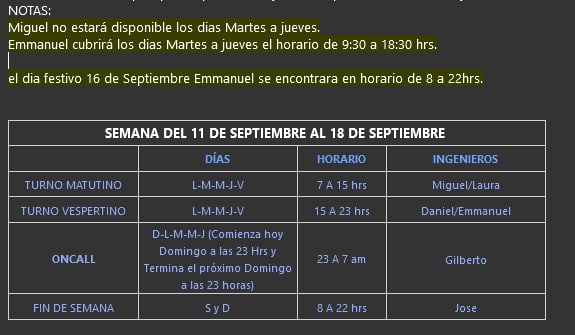 NOTAS:
Miguel no estará disponible los dias Martes a jueves.
Emmanuel cubrirá los dias Martes a jueves el horario de 9:30 a 18:30 hrs.
el dia festivo 16 de Septiembre Emmanuel se encontrara en horario de 8 a 22hrs.
SEMANA DEL 11 DE SEPTIEMBRE AL 18 DE SEPTIEMBRE
DÍAS HORARIO INGENIEROS
TURNO MATUTINO L-M-M-J-V 7 A 15 hrs Miguel/Laura
TURNO VESPERTINO L-M-M-J-V 15 A 23 hrs Daniel/Emmanuel
ONCALL
D-L-M-M-J (Comienza hoy
Domingo a las 23 Hrs y
Termina el próximo Domingo
a las 23 horas)
23 A 7 am
Gilberto
FIN DE SEMANA S y D 8 A 22 hrs Jose